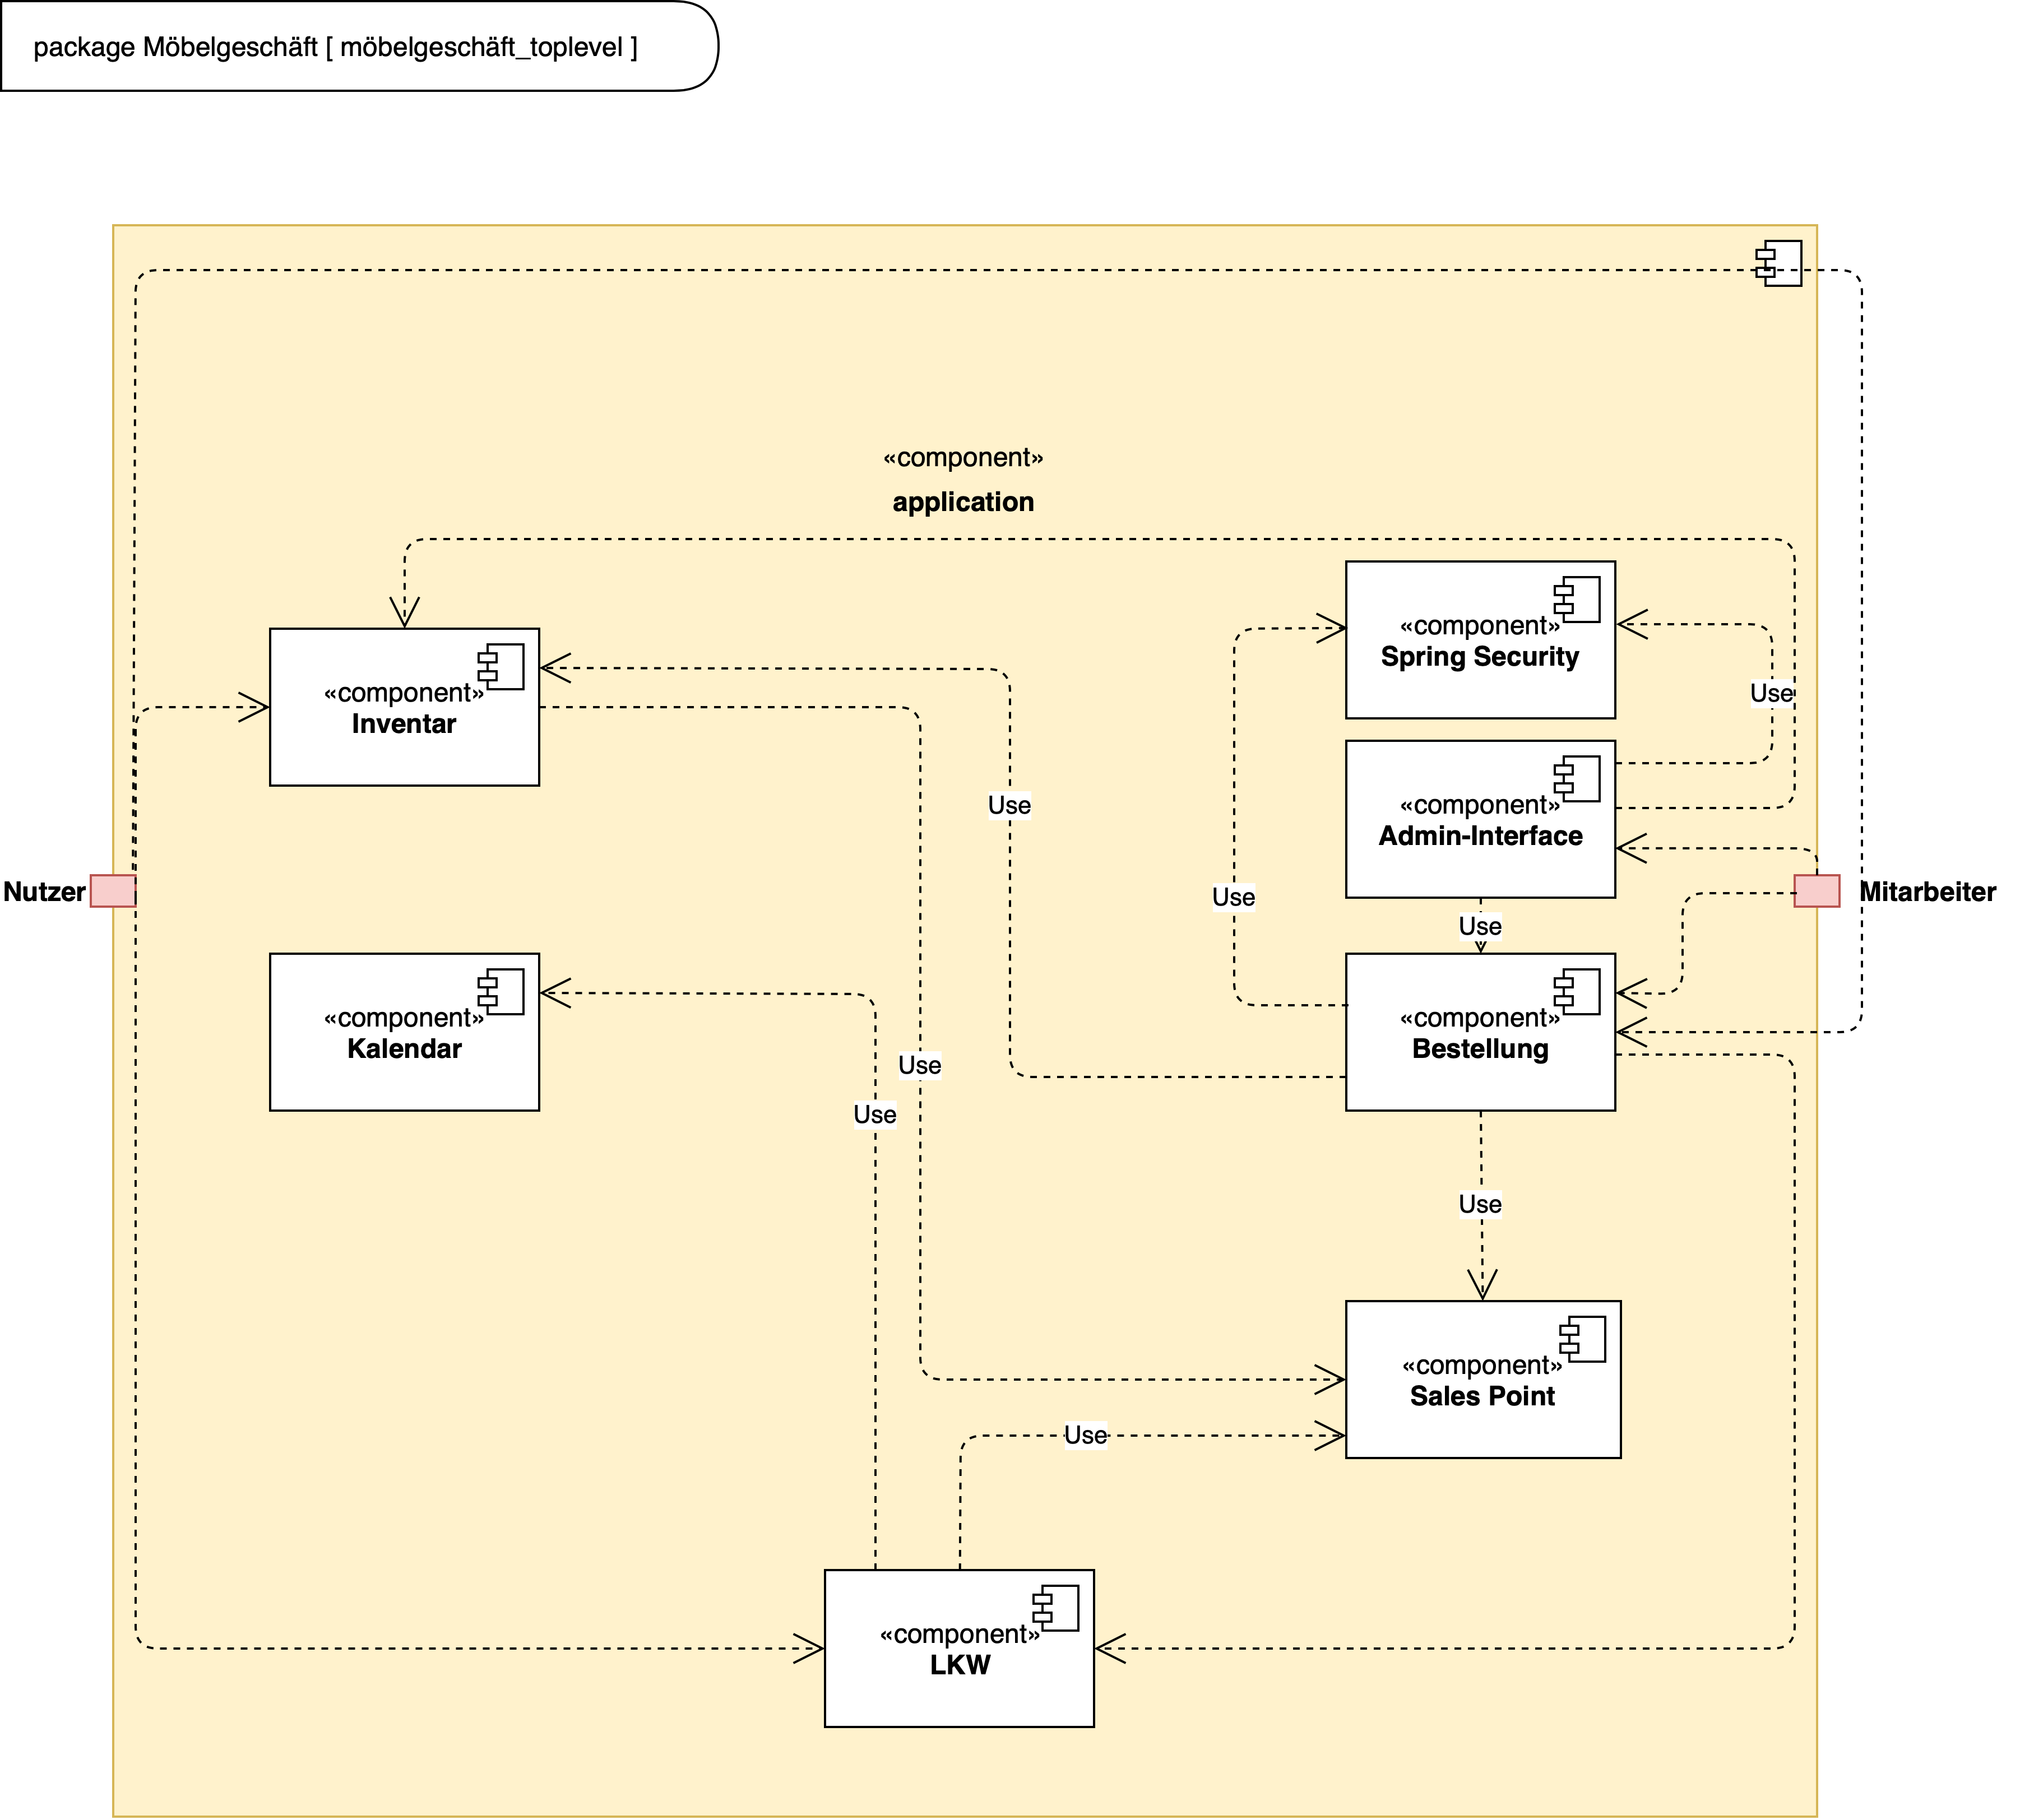 package Möbelgeschäft [ möbelgeschäft_toplevel ]
«component»
application
«component»
Spring Security
«component»
Inventar
Use
Use
«component»
Admin-Interface
Nutzer
Use
Mitarbeiter
Use
«component»
Kalendar
«component»
Bestellung
Use
Use
Use
«component»
Sales Point
Use
«component»
LKW